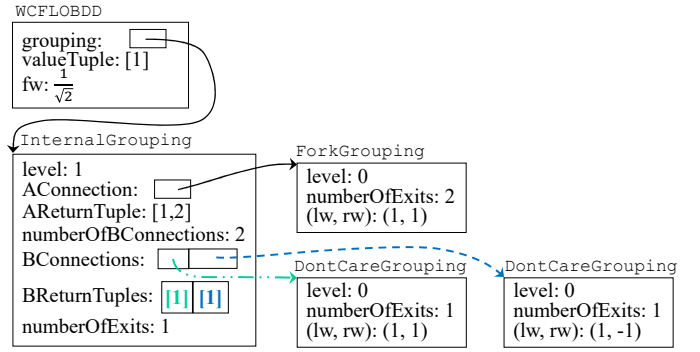 WCFLOBDD
grouping:
valueTuple: [1]
fw: 1/√2
InternalGrouping
level: 1
AConnection:
AReturnTuple: [1,2]
numberOfBConnections: 2
BConnections:
BReturnTuples: [1] [1]
numberOfExits: 1
ForkGrouping
level: 0
numberOfExits: 2
(lw, rw): (1, 1)
DontCareGrouping
level: 0
numberOfExits: 1
(lw, rw): (1, 1)
DontCareGrouping
level: 0
numberOfExits: 1
(lw, rw): (1, -1)